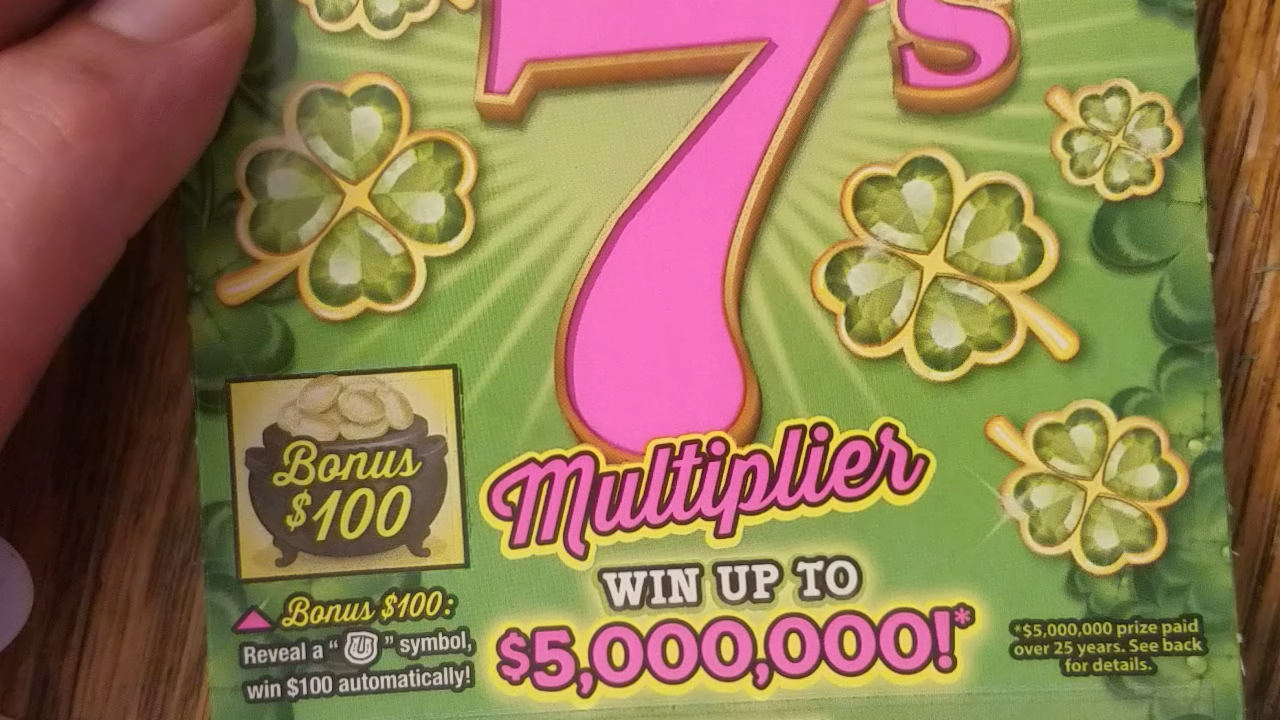 7's
Multiplier
WIN UP TO
$5,000,000!*
Bonus
$100
Bonus $100:
Reveal a " " symbol,
win $100 automatically!
*$5,000,000 prize paid
over 25 years. See back
for details.